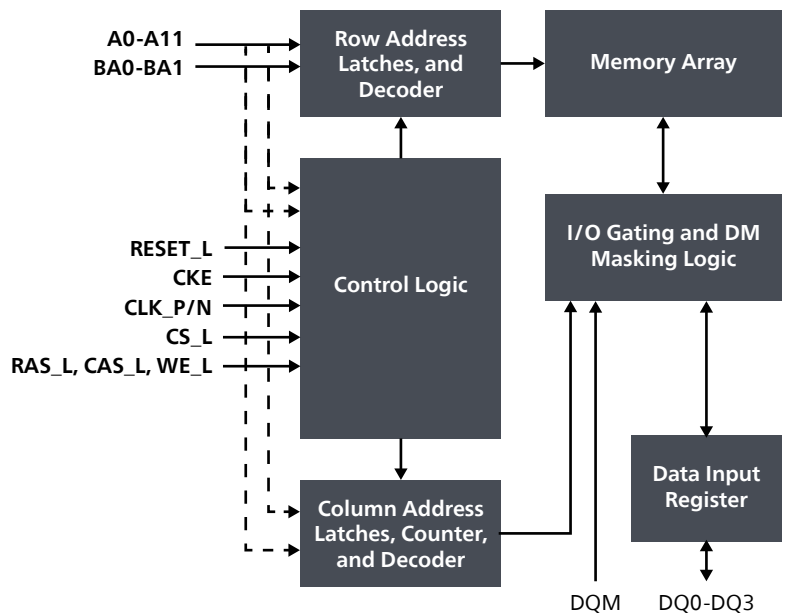 A0-A11
BA0-BA1
Row Address
Latches, and
Decoder
Memory Array
RESET_L
CKE
CLK_P/N
CS_L
RAS_L, CAS_L, WE_L
Control Logic
I/O Gating and DM
Masking Logic
Column Address
Latches, Counter,
and Decoder
Data Input
Register
DQM
DQ0-DQ3